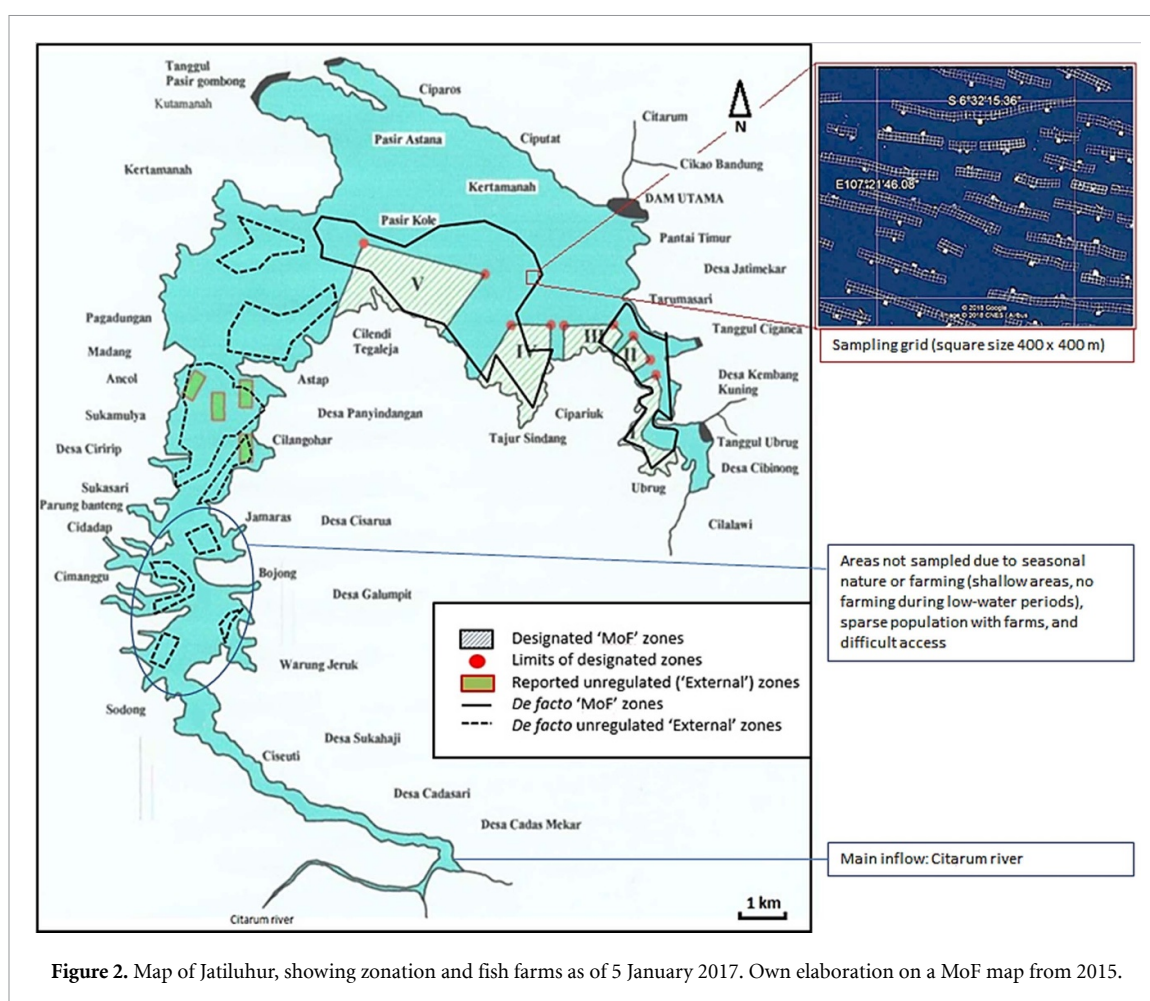 Tanggul
Pasir gombong
Kutamanah
Ciparos
Pasir Astana
Ciputat
Citarum
N
Cikao Bandung
Kertamanah
Kertamanah
DAM UTAMA
Pasir Kole
Pantai Timur
Desa Jatimekar
Tarumasari
V
Pagadungan
Cilendi
Tegaleja
IV
III
II
I
Tanggul Ciganca
Madang
Ancol
Astap
Desa Kembang
Kuning
Sukamulya
Desa Panyindangan
Cipariuk
Desa Ciririp
Cilangohar
Tajur Sindang
Tanggul Ubrug
Desa Cibinong
Sukasari
Ubrug
Parung banteng
Cidadap
Jamaras
Desa Cisarua
Cilalawi
Cimanggu
Bojong
Desa Galumpit
Warung Jeruk
Sodong
Desa Sukahaji
Ciseuti
Desa Cadasari
Desa Cadas Mekar
Citarum river
1 km
Designated ‘MoF’ zones
Limits of designated zones
Reported unregulated (‘External’) zones
De facto ‘MoF’ zones
De facto unregulated ‘External’ zones
S 6°32'15.36"
E107°21'46.08"
© 2018 Google
Image © 2018 CNES / Airbus
Sampling grid (square size 400 x 400 m)
Areas not sampled due to seasonal
nature or farming (shallow areas, no
farming during low-water periods),
sparse population with farms, and
difficult access
Main inflow: Citarum river
Figure 2. Map of Jatiluhur, showing zonation and fish farms as of 5 January 2017. Own elaboration on a MoF map from 2015.